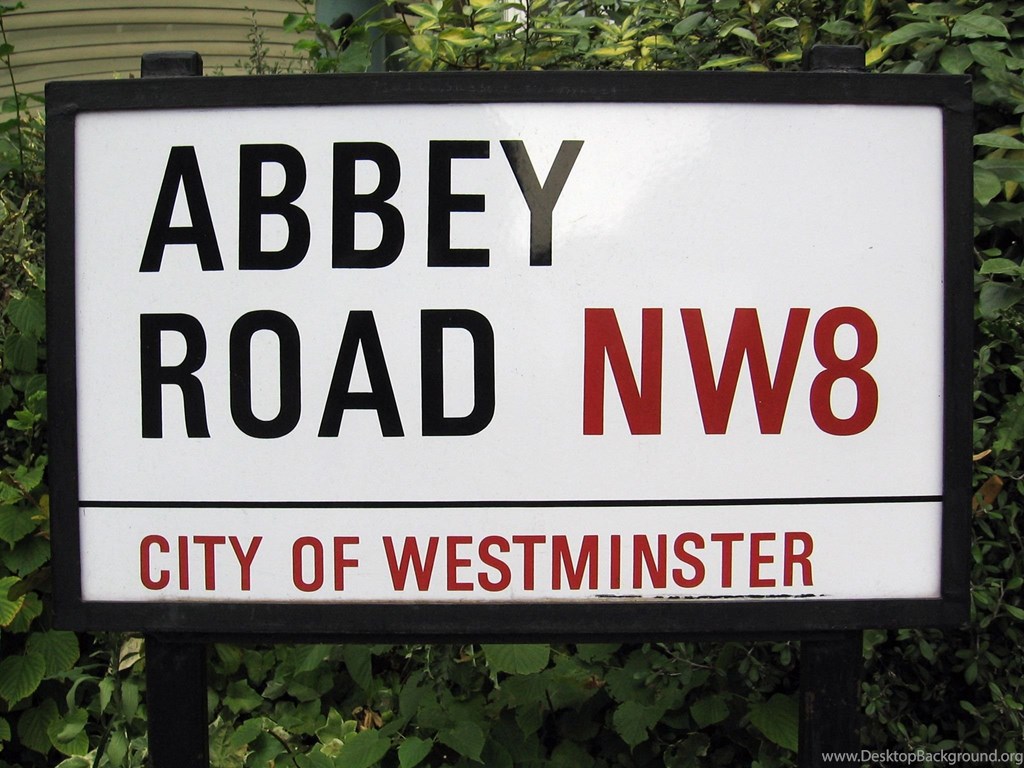 ABBEY
ROAD NW8
CITY OF WESTMINSTER
www.DesktopBackground.org